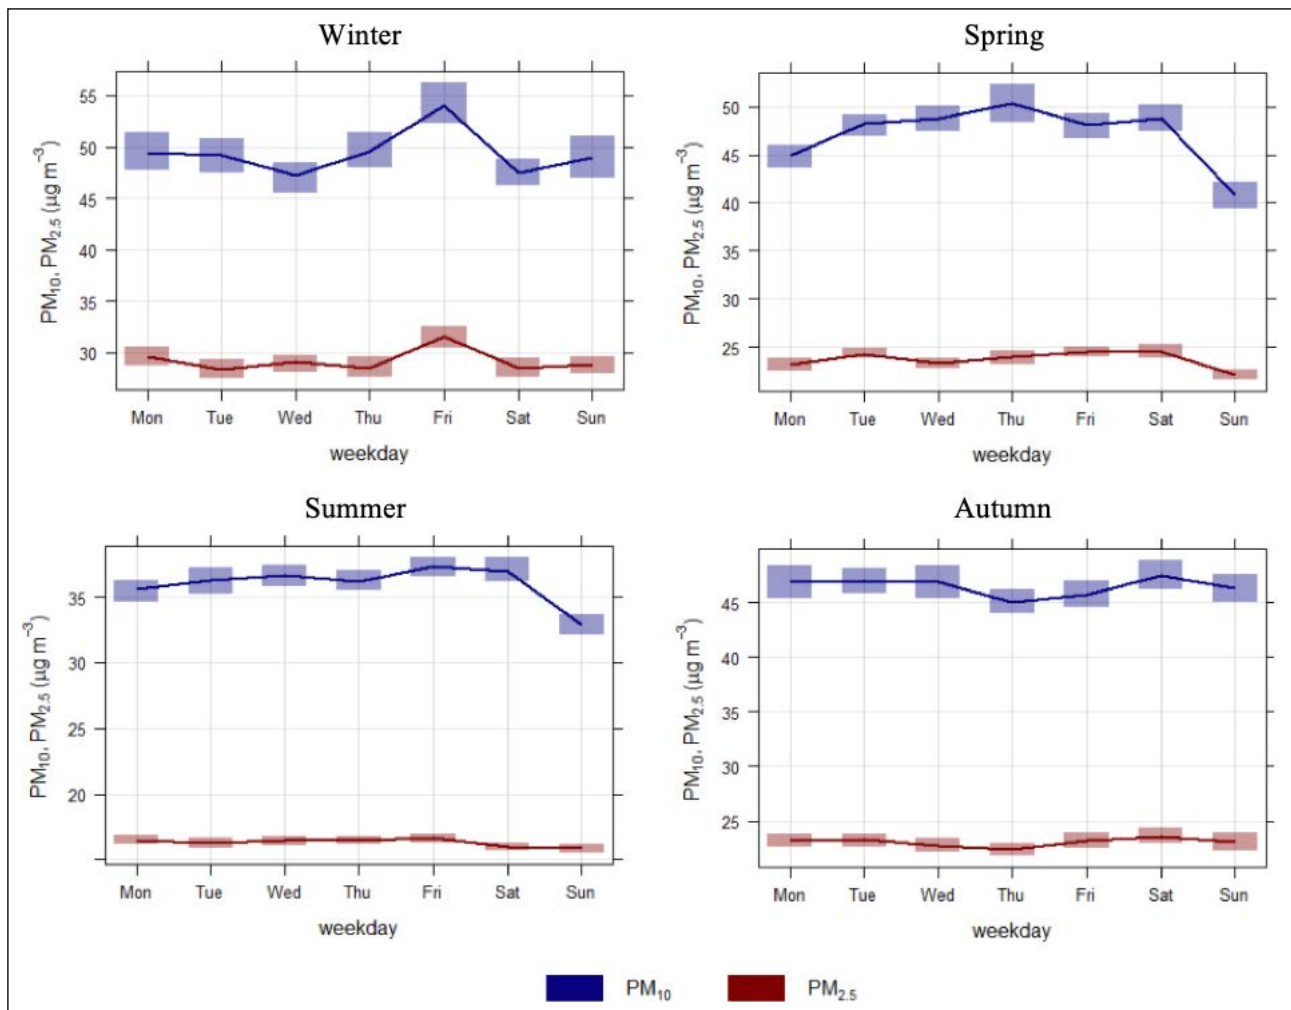 Winter
PM₁₀, PM₂.₅ (µg m⁻³)
55
50
45
40
35
30
Mon Tue Wed Thu Fri Sat Sun
weekday
Spring
PM₁₀, PM₂.₅ (µg m⁻³)
50
45
40
35
30
25
Mon Tue Wed Thu Fri Sat Sun
weekday
Summer
PM₁₀, PM₂.₅ (µg m⁻³)
35
30
25
20
Mon Tue Wed Thu Fri Sat Sun
weekday
Autumn
PM₁₀, PM₂.₅ (µg m⁻³)
45
40
35
30
25
Mon Tue Wed Thu Fri Sat Sun
weekday
PM₁₀ PM₂.₅